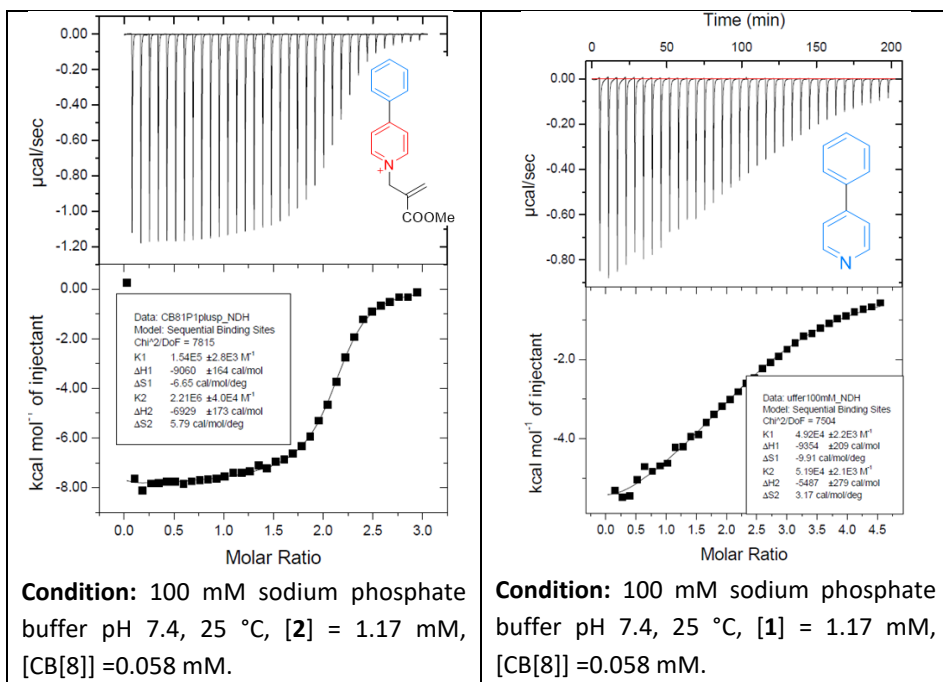 0.00
-0.20
-0.40
-0.60
-0.80
-1.00
-1.20
µcal/sec
N
+
COOMe
0.00
-2.00
-4.00
-6.00
-8.00
kcal mol⁻¹ of injectant
Data: CB81P1plusp_NDH
Model: Sequential Binding Sites
Chi^2/DoF = 7815
K1 1.54E5 ±2.8E3 M⁻¹
ΔH1 -9060 ±164 cal/mol
ΔS1 -6.65 cal/mol/deg
K2 2.21E6 ±4.0E4 M⁻¹
ΔH2 -6929 ±173 cal/mol
ΔS2 5.79 cal/mol/deg
0.0 0.5 1.0 1.5 2.0 2.5 3.0
Molar Ratio
Condition: 100 mM sodium phosphate
buffer pH 7.4, 25 °C, [2] = 1.17 mM,
[CB[8]] =0.058 mM.
Time (min)
0 50 100 150 200
0.00
-0.20
-0.40
-0.60
-0.80
µcal/sec
N
-2.0
-4.0
kcal mol⁻¹ of injectant
Data: uffer100mM_NDH
Model: Sequential Binding Sites
Chi^2/DoF = 7504
K1 4.92E4 ±2.2E3 M⁻¹
ΔH1 -9354 ±209 cal/mol
ΔS1 -9.91 cal/mol/deg
K2 5.19E4 ±2.1E3 M⁻¹
ΔH2 -5487 ±279 cal/mol
ΔS2 3.17 cal/mol/deg
0.0 0.5 1.0 1.5 2.0 2.5 3.0 3.5 4.0 4.5
Molar Ratio
Condition: 100 mM sodium phosphate
buffer pH 7.4, 25 °C, [1] = 1.17 mM,
[CB[8]] =0.058 mM.